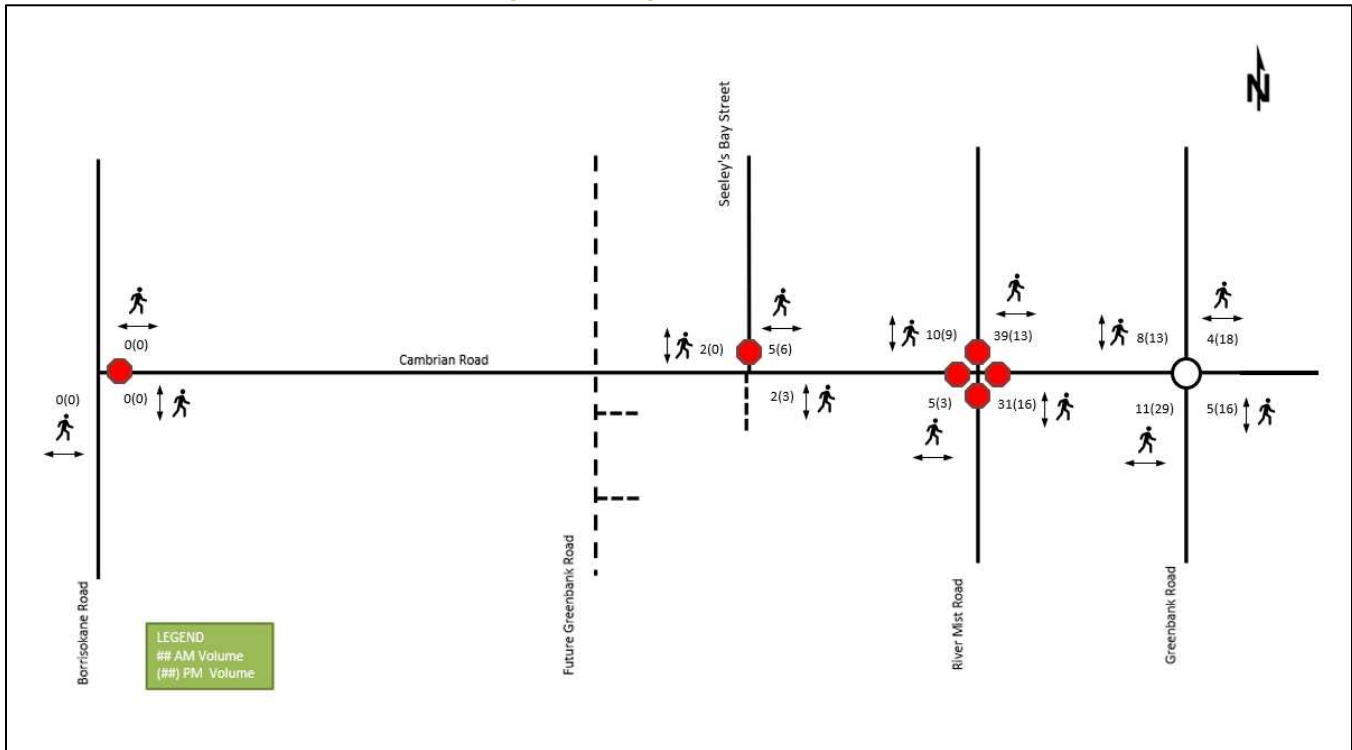 N
Seeley's Bay Street
0(0)
Cambrian Road
2(0)
5(6)
10(9)
39(13)
8(13)
4(18)
0(0)
0(0)
2(3)
5(3)
31(16)
11(29)
5(16)
Borrisokane Road
Future Greenbank Road
River Mist Road
Greenbank Road
LEGEND
## AM Volume
(##) PM Volume